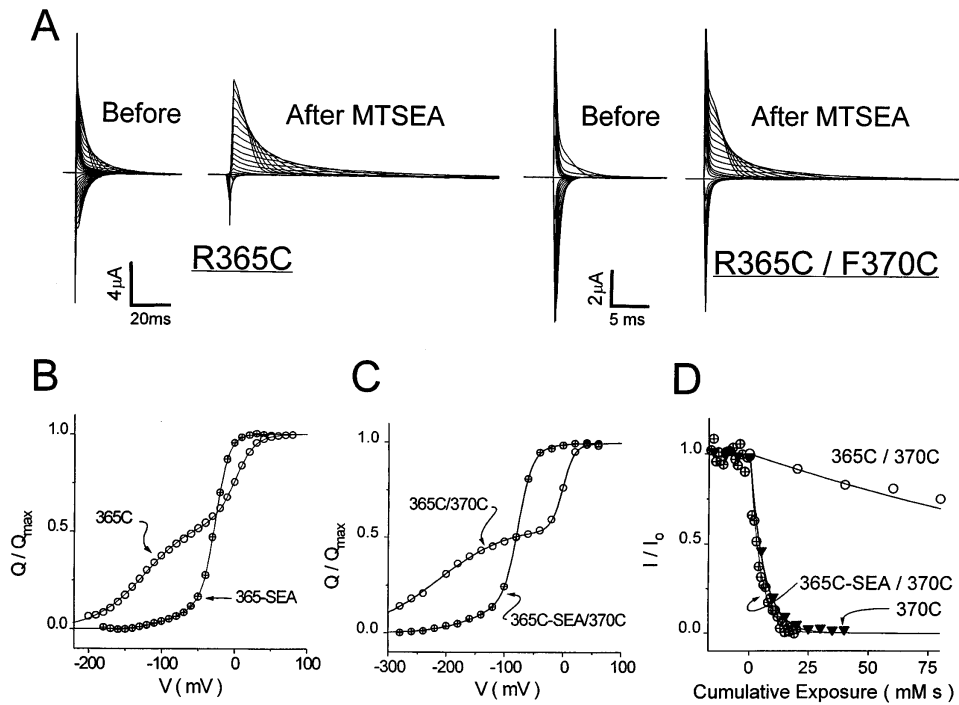 A
Before
After MTSEA
Before
After MTSEA
R365C
R365C / F370C
4μA
20ms
2μA
5 ms
B
C
D
Q / Qmax
1.0
0.5
0.0
365C
365-SEA
-200
-100
0
100
V ( mV )
Q / Qmax
1.0
0.5
0.0
365C/370C
365C-SEA/370C
-300
-200
-100
0
100
V ( mV )
I / Io
1.0
0.5
0.0
365C / 370C
365C-SEA / 370C
370C
0
25
50
75
Cumulative Exposure ( mM s )